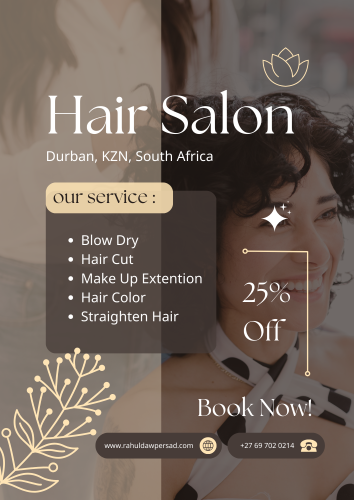 Hair Salon
Durban, KZN, South Africa
our service :
Blow Dry
Hair Cut
Make Up Extention
Hair Color
Straighten Hair
25%
Off
Book Now!
www.rahuldawpersad.com
+27 69 702 0214